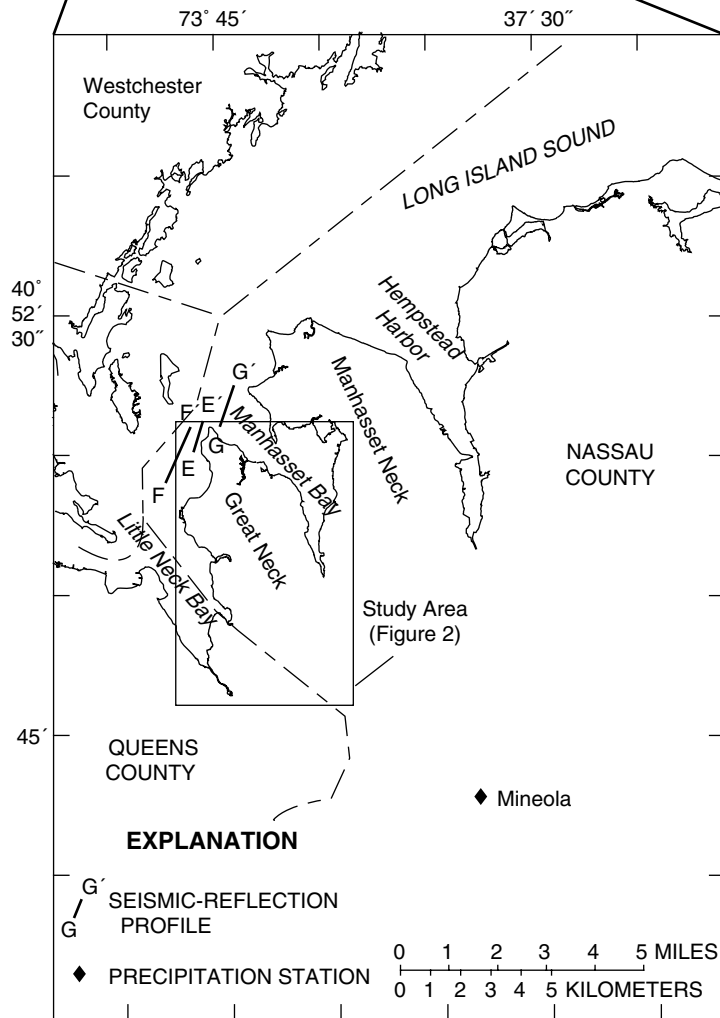 73° 45′
37′ 30″
Westchester
County
LONG ISLAND SOUND
40°
52′
30″
Hempstead
Harbor
Manhasset Neck
G′
F′
E′
Manhasset Bay
G
E
F
NASSAU
COUNTY
Great Neck
Little Neck Bay
Study Area
(Figure 2)
45′
QUEENS
COUNTY
Mineola
EXPLANATION
G′
G
SEISMIC-REFLECTION
PROFILE
PRECIPITATION STATION
0 1 2 3 4 5 MILES
0 1 2 3 4 5 KILOMETERS